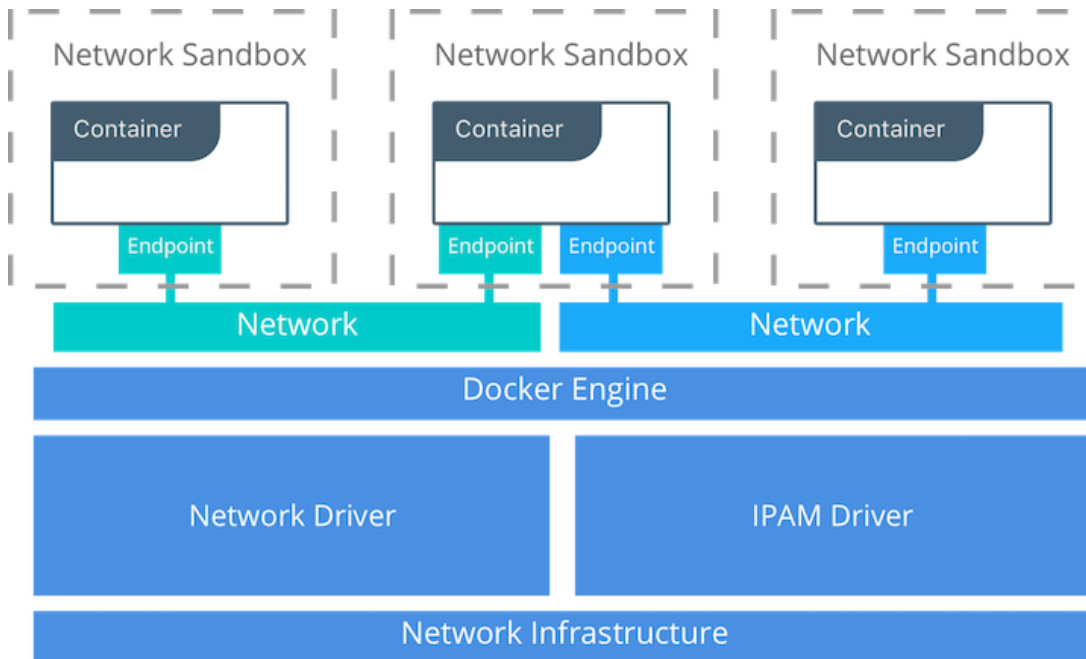 Network Sandbox
Network Sandbox
Network Sandbox
Container
Container
Container
Endpoint
Endpoint
Endpoint
Endpoint
Network
Network
Docker Engine
Network Driver
IPAM Driver
Network Infrastructure